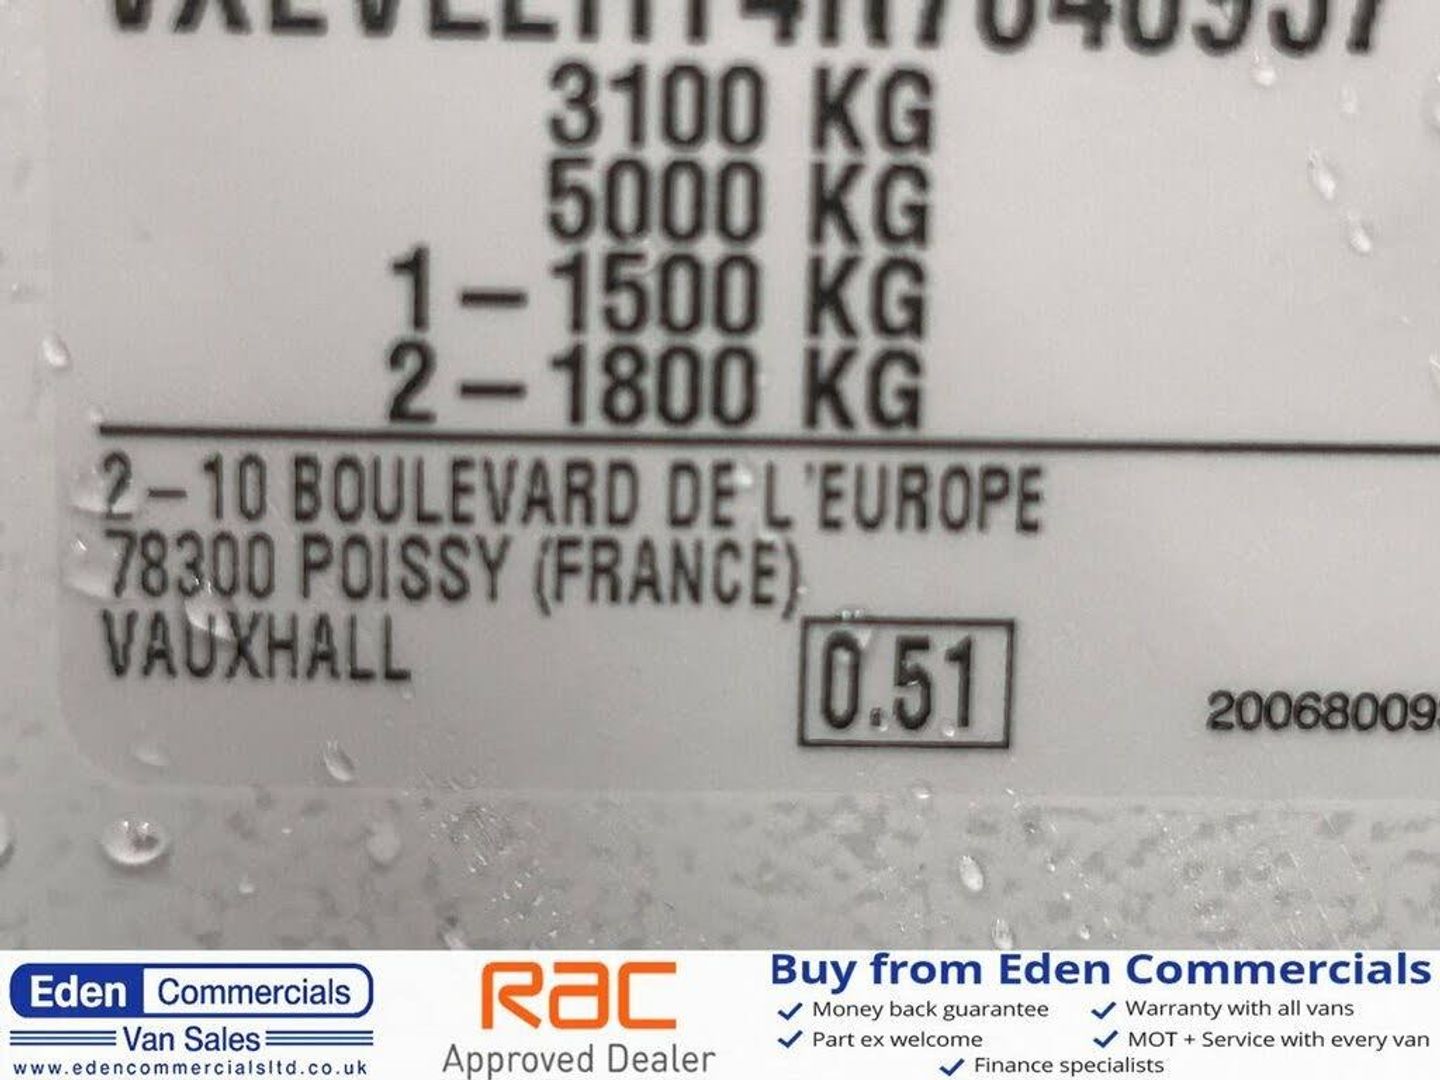 3100 KG
5000 KG
1-1500 KG
2-1800 KG
2-10 BOULEVARD DE L'EUROPE
78300 POISSY (FRANCE)
VAUXHALL
0.51
20068009
Eden Commercials
Van Sales
www.edencommercialsltd.co.uk
RAC
Approved Dealer
Buy from Eden Commercials
Money back guarantee
Warranty with all vans
Part ex welcome
MOT + Service with every van
Finance specialists